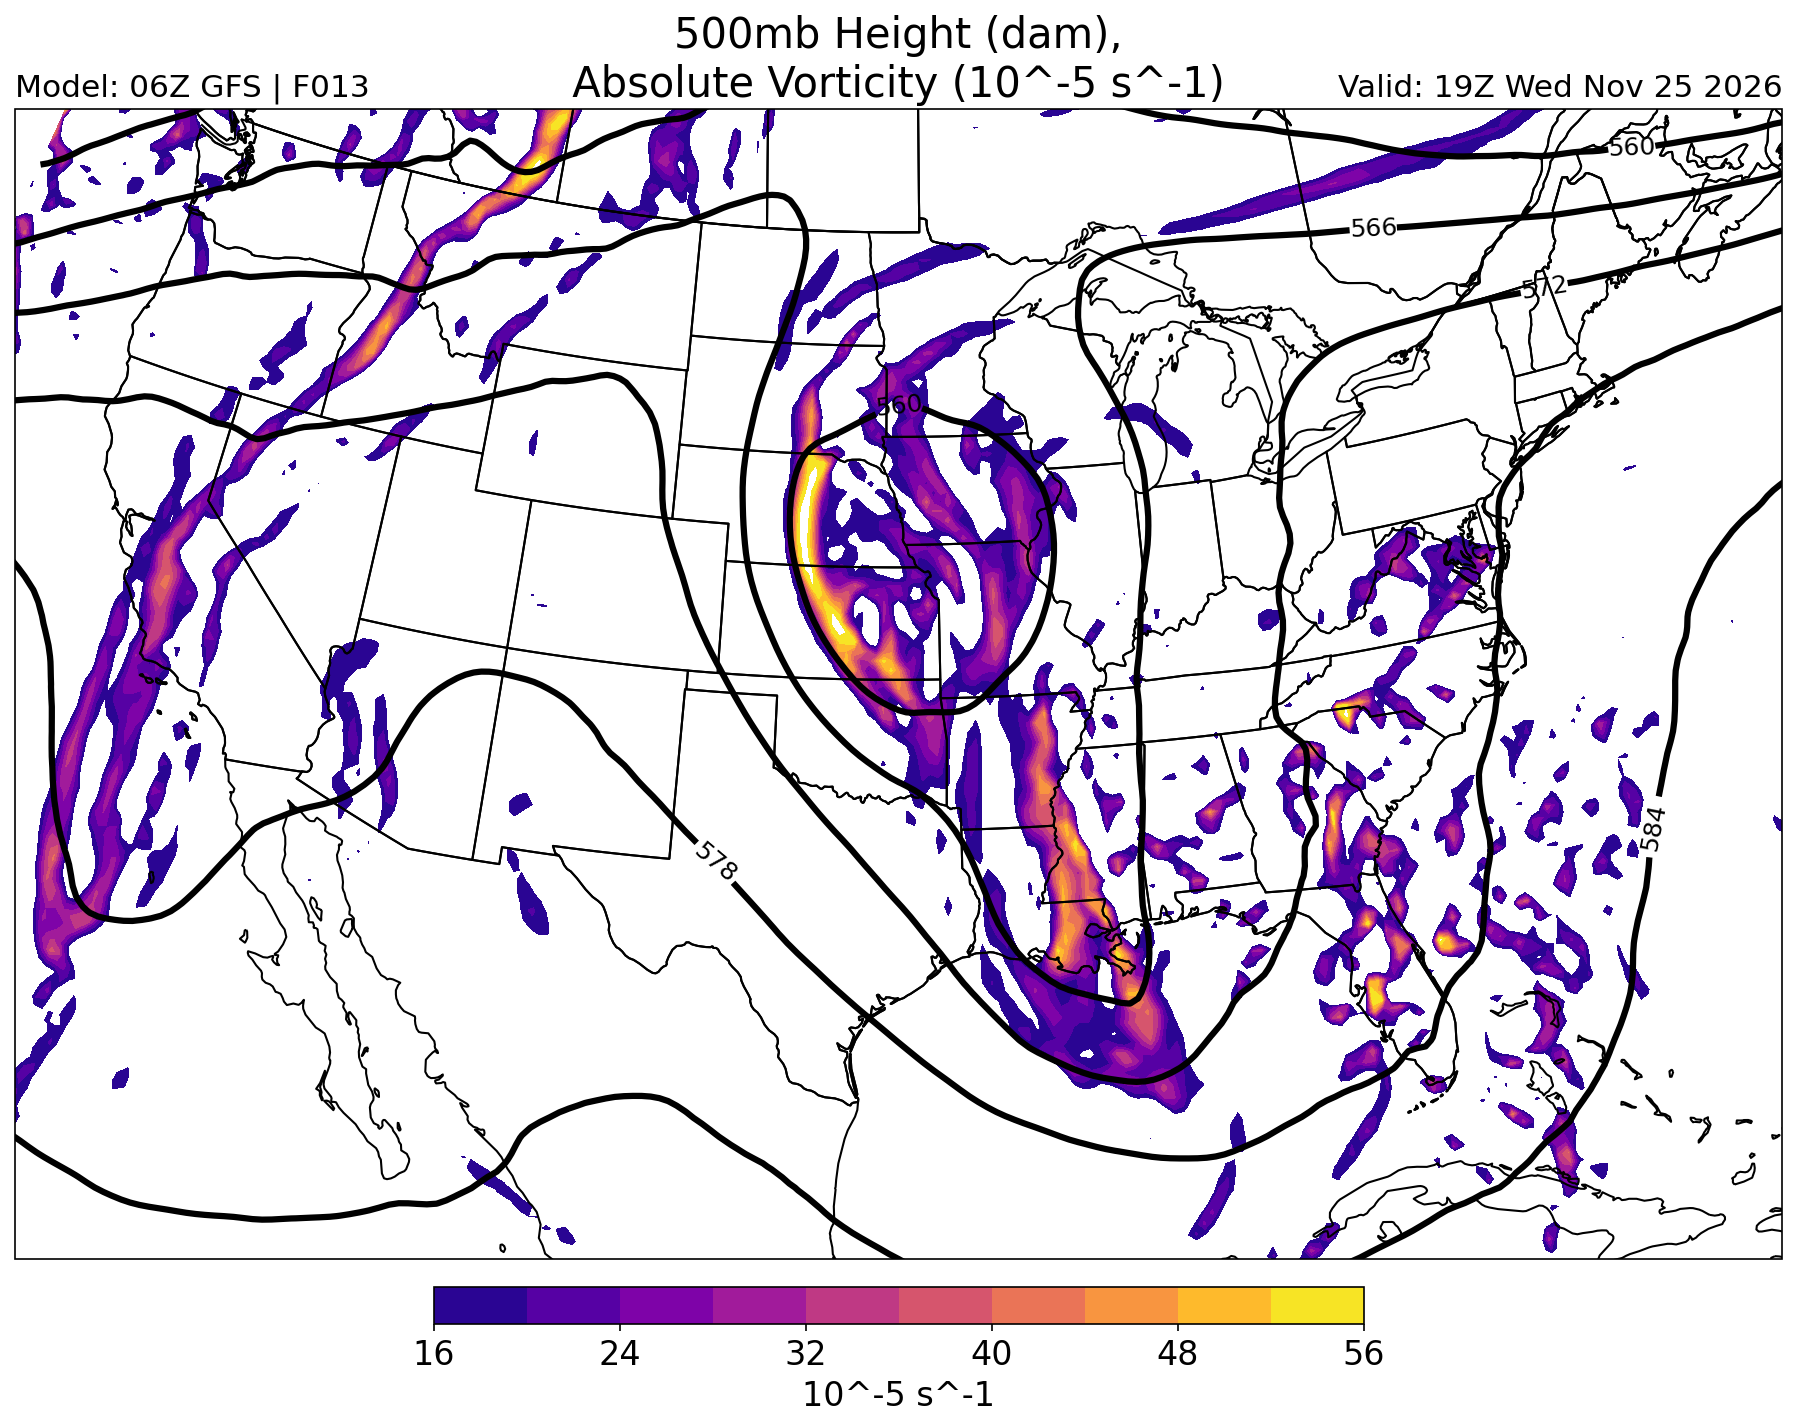 500mb Height (dam),
Model: 06Z GFS | F013
Absolute Vorticity (10^-5 s^-1)
Valid: 19Z Wed Nov 25 2026
560
566
572
560
578
584
16 24 32 40 48 56
10^-5 s^-1